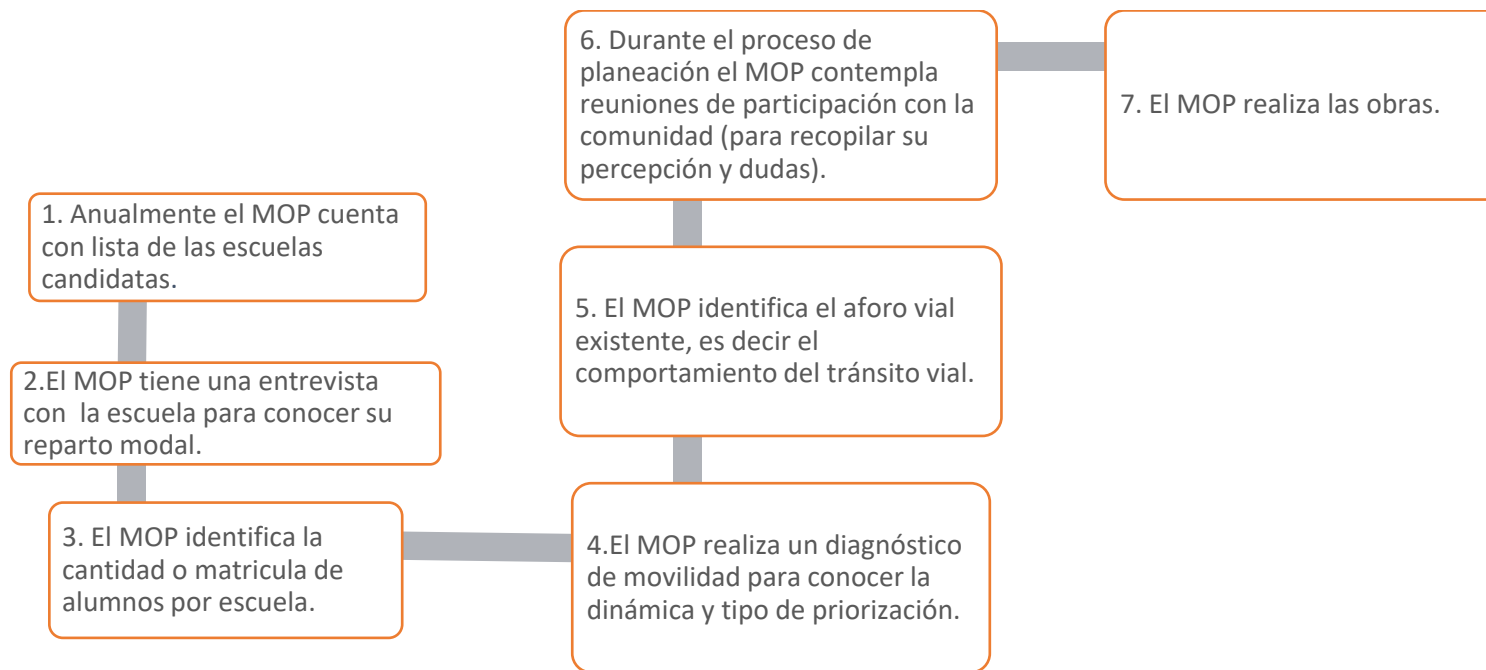 1. Anualmente el MOP cuenta
con lista de las escuelas
candidatas.
2.El MOP tiene una entrevista
con  la escuela para conocer su
reparto modal.
3. El MOP identifica la
cantidad o matricula de
alumnos por escuela.
4.El MOP realiza un diagnóstico
de movilidad para conocer la
dinámica y tipo de priorización.
5. El MOP identifica el aforo vial
existente, es decir el
comportamiento del tránsito vial.
6. Durante el proceso de
planeación el MOP contempla
reuniones de participación con la
comunidad (para recopilar su
percepción y dudas).
7. El MOP realiza las obras.